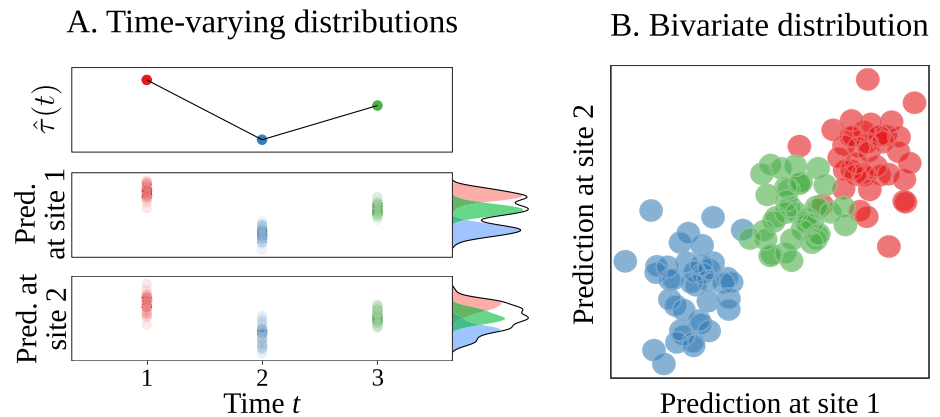 A. Time-varying distributions
τ̂(t)
Pred.
at site 1
Pred. at
site 2
1 2 3
Time t
B. Bivariate distribution
Prediction at site 2
Prediction at site 1